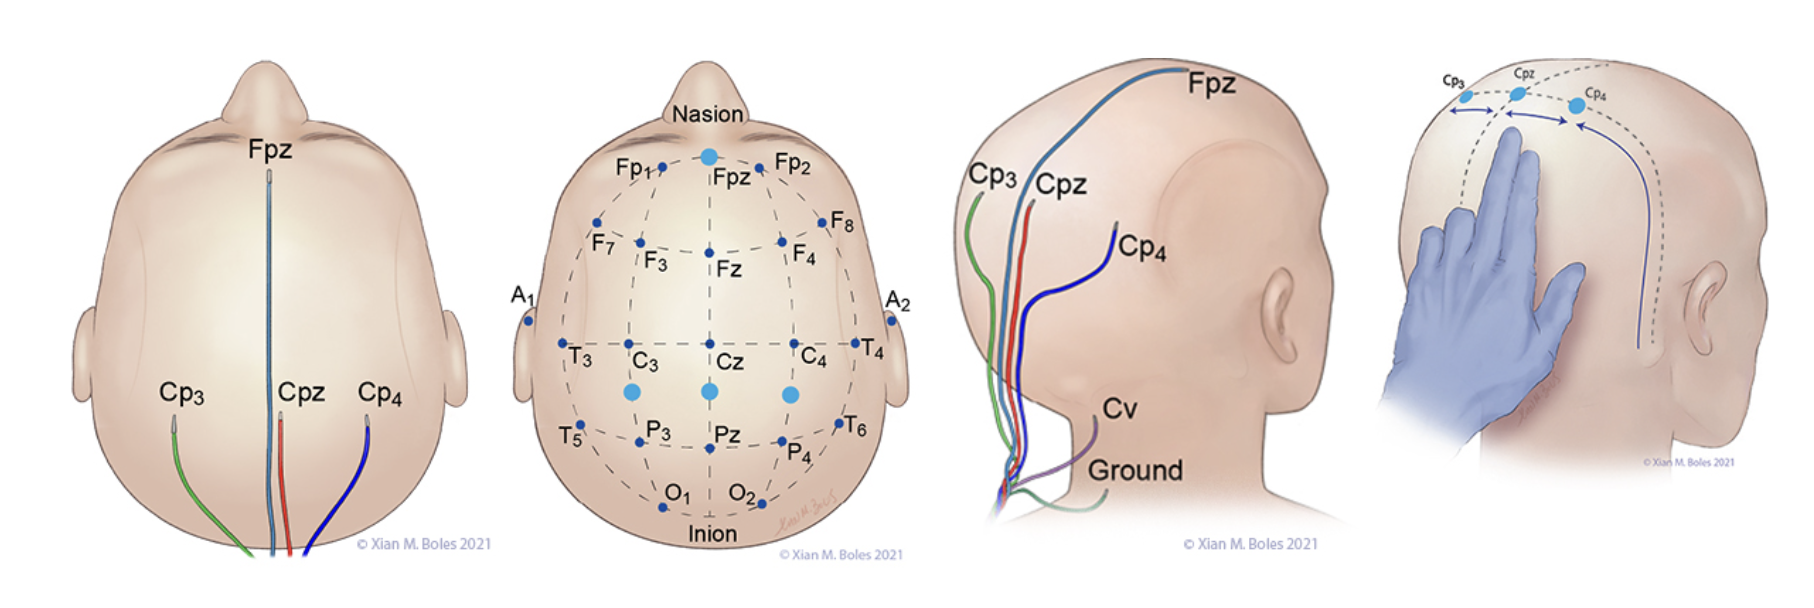 Fpz
Cp3
Cpz
Cp4
© Xian M. Boles 2021
Nasion
Fp1
Fpz
Fp2
F7
F3
Fz
F4
F8
A1
A2
T3
C3
Cz
C4
T4
T5
P3
Pz
P4
T6
O1
O2
Inion
© Xian M. Boles 2021
Fpz
Cp3
Cpz
Cp4
Cv
Ground
© Xian M. Boles 2021
Cp3
Cpz
Cp4
© Xian M. Boles 2021